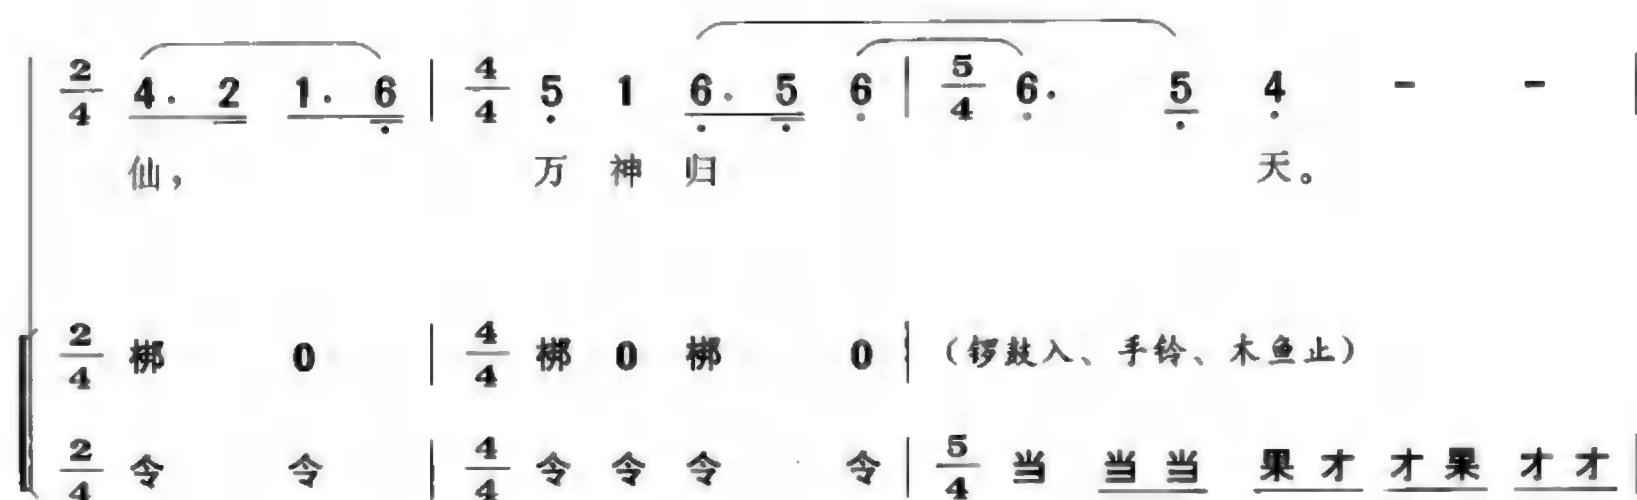 2/4 4. 2 1. 6 | 4/4 5 1 6. 5 6 | 5/4 6. 5 4 - - |
仙， 万 神 归 天。
2/4 梆 0 | 4/4 梆 0 梆 0 | （锣鼓入、手铃、木鱼止）
2/4 令 令 | 4/4 令 令 令 令 | 5/4 当 当 当 果 才 才 果 才 才 |